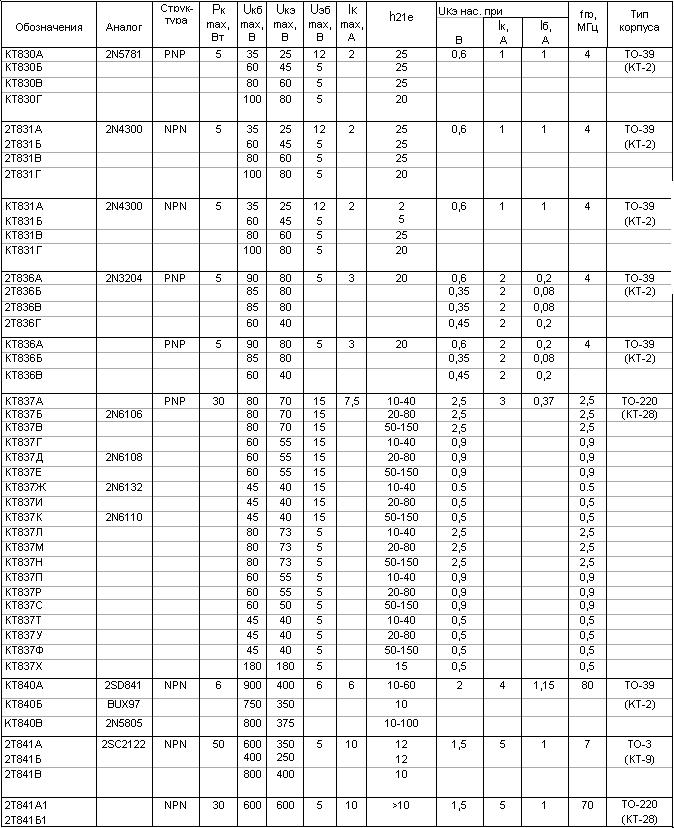 Обозначения Аналог Струк-тура Рк max, Вт Uкб max, В Uкэ max, В Uэб max, В Iк max, А h21е Uкэ нас. при В Iк, А Iб, А fгр, МГц Тип корпуса
КТ830А 2N5781 PNP 5 35 25 12 2 25 0,6 1 1 4 ТО-39
КТ830Б 60 45 5 25 (КТ-2)
КТ830В 80 60 5 25
КТ830Г 100 80 5 20
2Т831А 2N4300 NPN 5 35 25 12 2 25 0,6 1 1 4 ТО-39
2Т831Б 60 45 5 25 (КТ-2)
2Т831В 80 60 5 25
2Т831Г 100 80 5 20
КТ831А 2N4300 NPN 5 35 25 12 2 2 0,6 1 1 4 ТО-39
КТ831Б 60 45 5 5 (КТ-2)
КТ831В 80 60 5 25
КТ831Г 100 80 5 20
2Т836А 2N3204 PNP 5 90 80 5 3 20 0,6 2 0,2 4 ТО-39
2Т836Б 85 80 0,35 2 0,08 (КТ-2)
2Т836В 85 80 0,35 2 0,08
2Т836Г 60 40 0,45 2 0,2
КТ836А PNP 5 90 80 5 3 20 0,6 2 0,2 4 ТО-39
КТ836Б 85 80 0,35 2 0,08 (КТ-2)
КТ836В 60 40 0,45 2 0,2
КТ837А PNP 30 80 70 15 7,5 10-40 2,5 3 0,37 2,5 ТО-220
КТ837Б 2N6106 80 70 15 20-80 2,5 2,5 (КТ-28)
КТ837В 80 70 15 50-150 2,5 2,5
КТ837Г 60 55 15 10-40 0,9 0,9
КТ837Д 2N6108 60 55 15 20-80 0,9 0,9
КТ837Е 60 55 15 50-150 0,9 0,9
КТ837Ж 2N6132 45 40 15 10-40 0.5 0.5
КТ837И 45 40 15 20-80 0,5 0,5
КТ837К 2N6110 45 40 15 50-150 0,5 0,5
КТ837Л 80 73 5 10-40 2,5 2,5
КТ837М 80 73 5 20-80 2,5 2,5
КТ837Н 80 73 5 50-150 2,5 2,5
КТ837П 60 55 5 10-40 0,9 0,9
КТ837Р 60 55 5 20-80 0,9 0,9
КТ837С 60 50 5 50-150 0,9 0,9
КТ837Т 45 40 5 10-40 0,5 0,5
КТ837У 45 40 5 20-80 0,5 0,5
КТ837Ф 45 40 5 50-150 0,5 0,5
КТ837Х 180 180 5 15 0,5 0,5
КТ840А 2SD841 NPN 6 900 400 6 6 10-60 2 4 1,15 80 ТО-39
КТ840Б BUX97 750 350 10 (КТ-2)
КТ840В 2N5805 800 375 10-100
2Т841А 2SC2122 NPN 50 600 350 5 10 12 1,5 5 1 7 ТО-3
2Т841Б 400 250 12 (КТ-9)
2Т841В 800 400 10
2Т841А1 NPN 30 600 600 5 10 >10 1,5 5 1 70 ТО-220
2Т841Б1 (КТ-28)